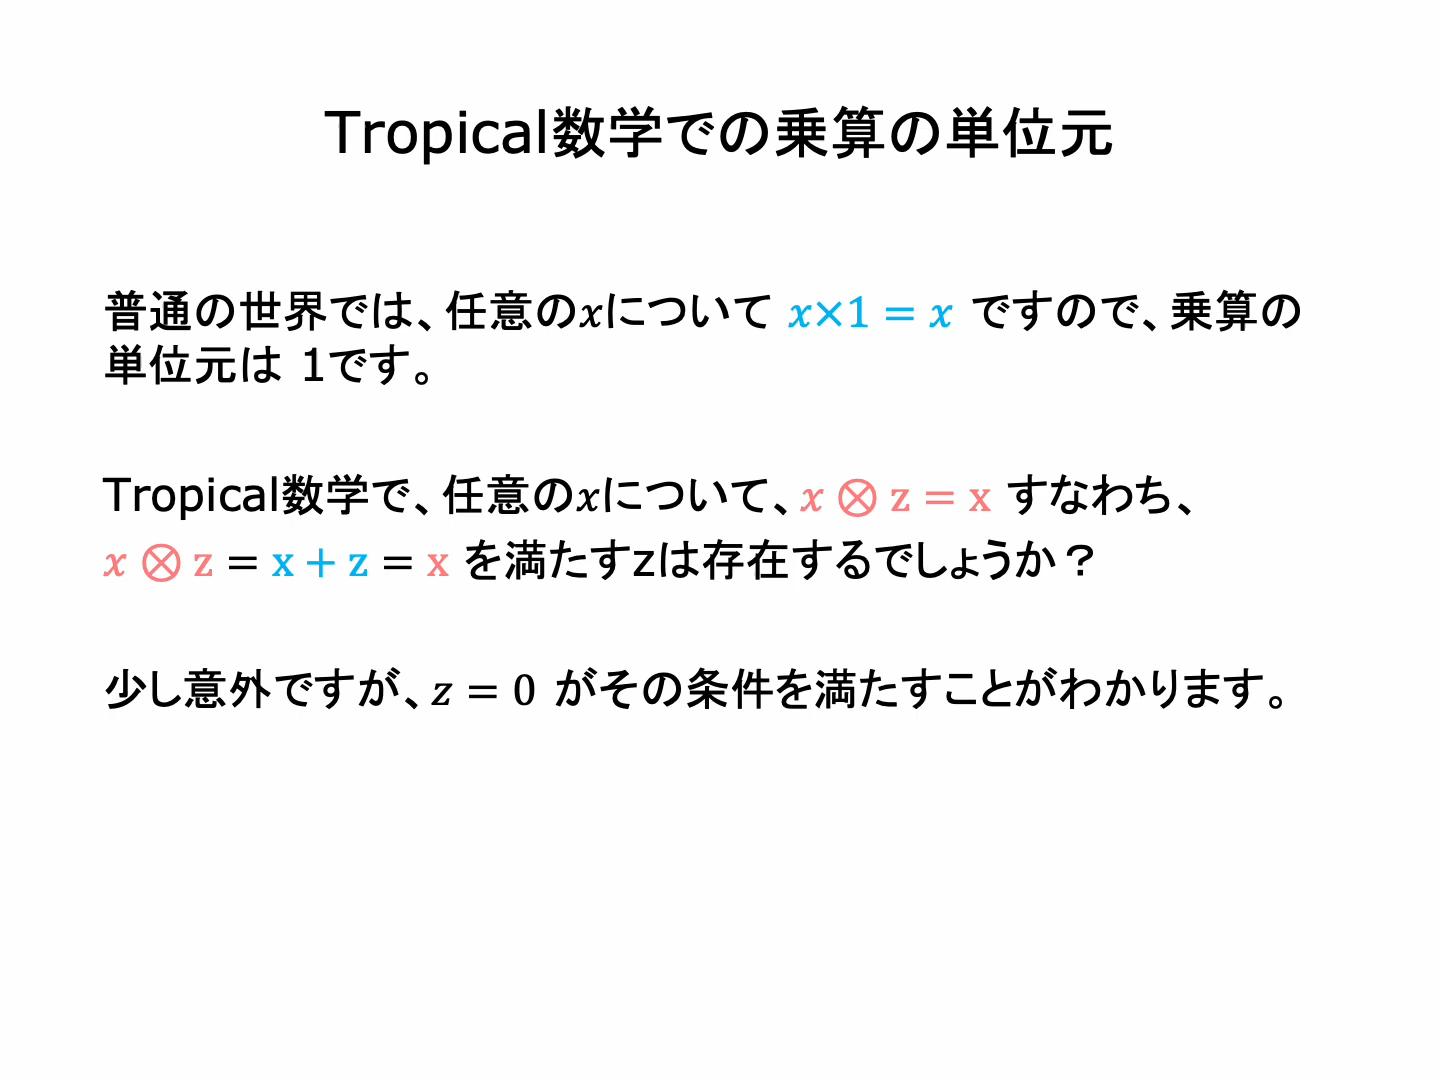 Tropical数学での乗算の単位元
普通の世界では、任意の𝑥について 𝑥×1 = 𝑥 ですので、乗算の
単位元は 1です。
Tropical数学で、任意の𝑥について、𝑥 ⊗ z = x すなわち、
𝑥 ⊗ z = x + z = x を満たすzは存在するでしょうか？
少し意外ですが、𝑧 = 0 がその条件を満たすことがわかります。